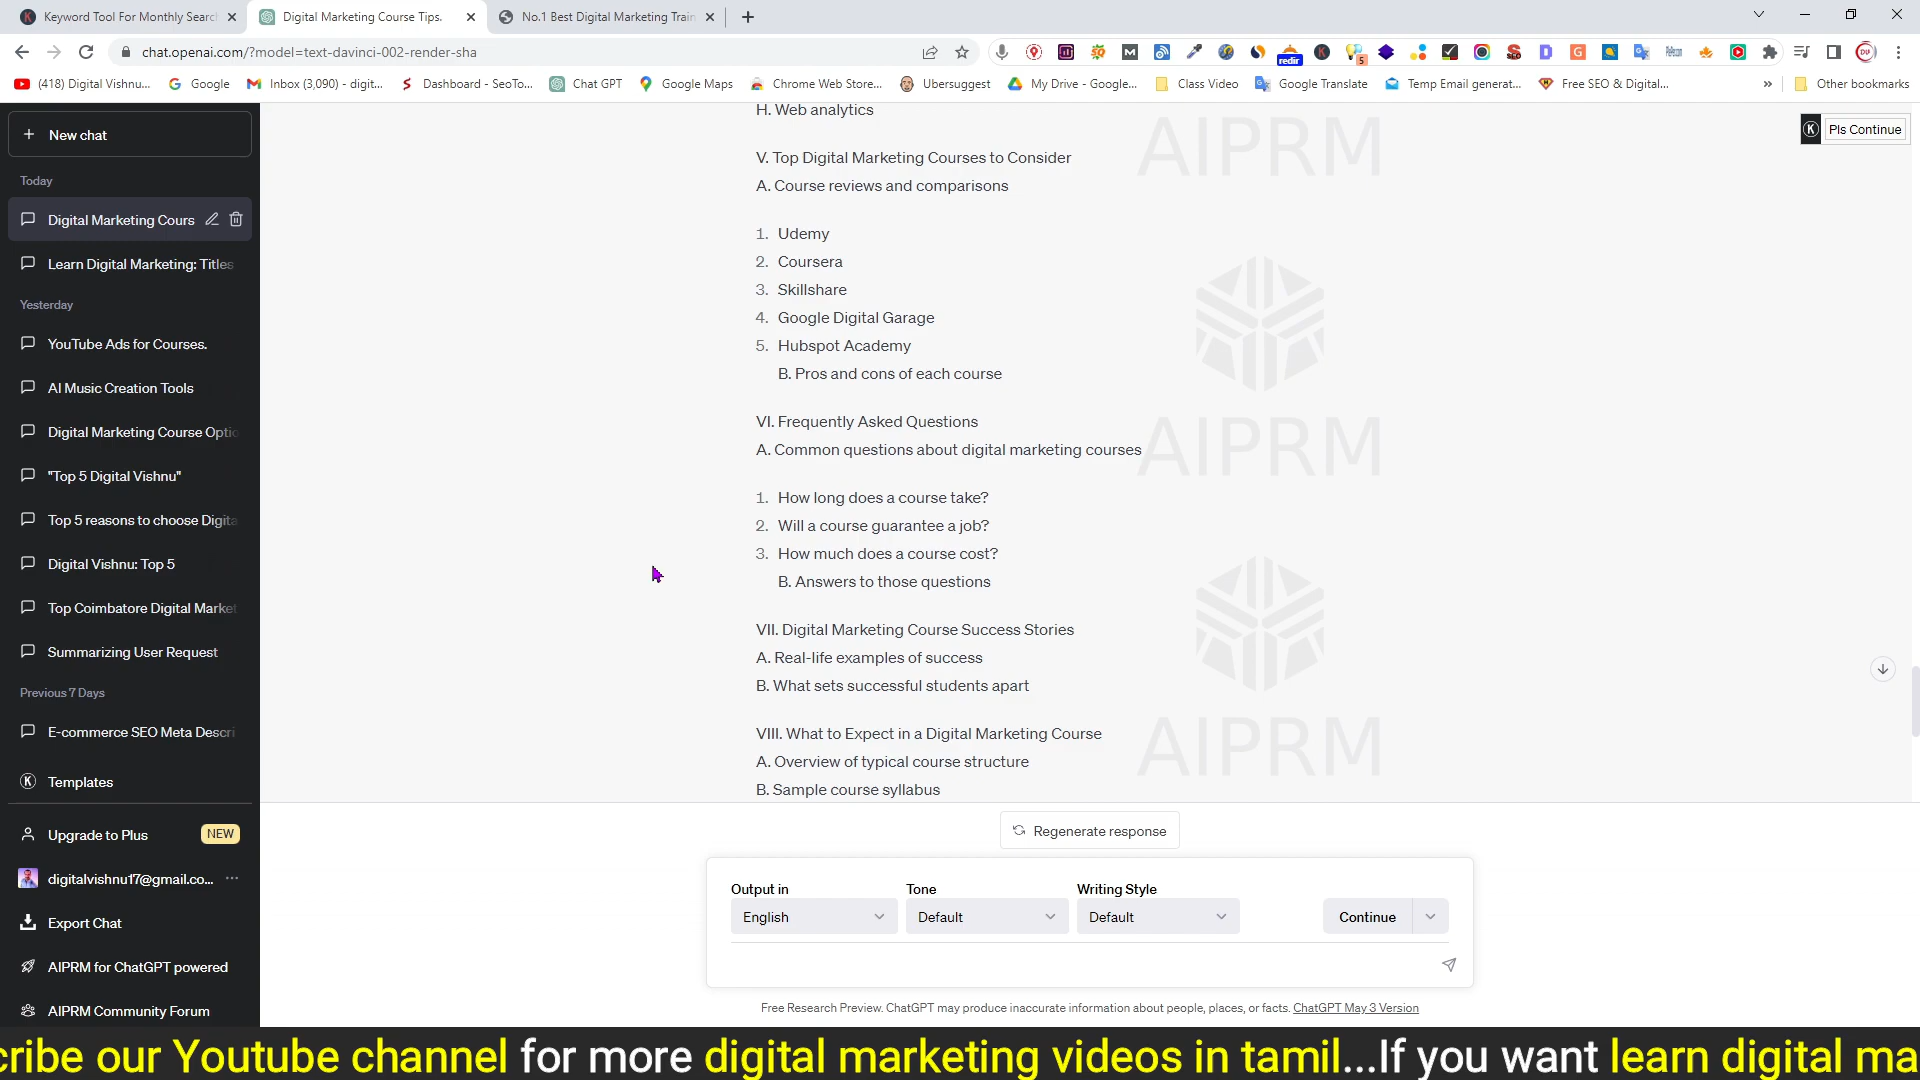 Keyword Tool For Monthly Searc
Digital Marketing Course Tips.
No.1 Best Digital Marketing Train
chat.openai.com/?model=text-davinci-002-render-sha
redir
5
(418) Digital Vishnu...
Google
Inbox (3,090) - digit...
Dashboard - SeoTo...
Chat GPT
Google Maps
Chrome Web Store...
Ubersuggest
My Drive - Google...
Class Video
Google Translate
Temp Email generat...
Free SEO & Digital...
»
Other bookmarks
+ New chat
Today
Digital Marketing Cours
Learn Digital Marketing: Titles
Yesterday
YouTube Ads for Courses.
AI Music Creation Tools
Digital Marketing Course Optio
"Top 5 Digital Vishnu"
Top 5 reasons to choose Digita
Digital Vishnu: Top 5
Top Coimbatore Digital Market
Summarizing User Request
Previous 7 Days
E-commerce SEO Meta Descri
Templates
Upgrade to Plus
NEW
digitalvishnu17@gmail.co...
Export Chat
AIPRM for ChatGPT powered
AIPRM Community Forum
Pls Continue
H. Web analytics
V. Top Digital Marketing Courses to Consider
A. Course reviews and comparisons
1. Udemy
2. Coursera
3. Skillshare
4. Google Digital Garage
5. Hubspot Academy
B. Pros and cons of each course
VI. Frequently Asked Questions
A. Common questions about digital marketing courses
1. How long does a course take?
2. Will a course guarantee a job?
3. How much does a course cost?
B. Answers to those questions
VII. Digital Marketing Course Success Stories
A. Real-life examples of success
B. What sets successful students apart
VIII. What to Expect in a Digital Marketing Course
A. Overview of typical course structure
B. Sample course syllabus
AIPRM
AIPRM
AIPRM
Regenerate response
Output in
Tone
Writing Style
English
Default
Default
Continue
Free Research Preview. ChatGPT may produce inaccurate information about people, places, or facts. ChatGPT May 3 Version
cribe our Youtube channel for more digital marketing videos in tamil...If you want learn digital ma